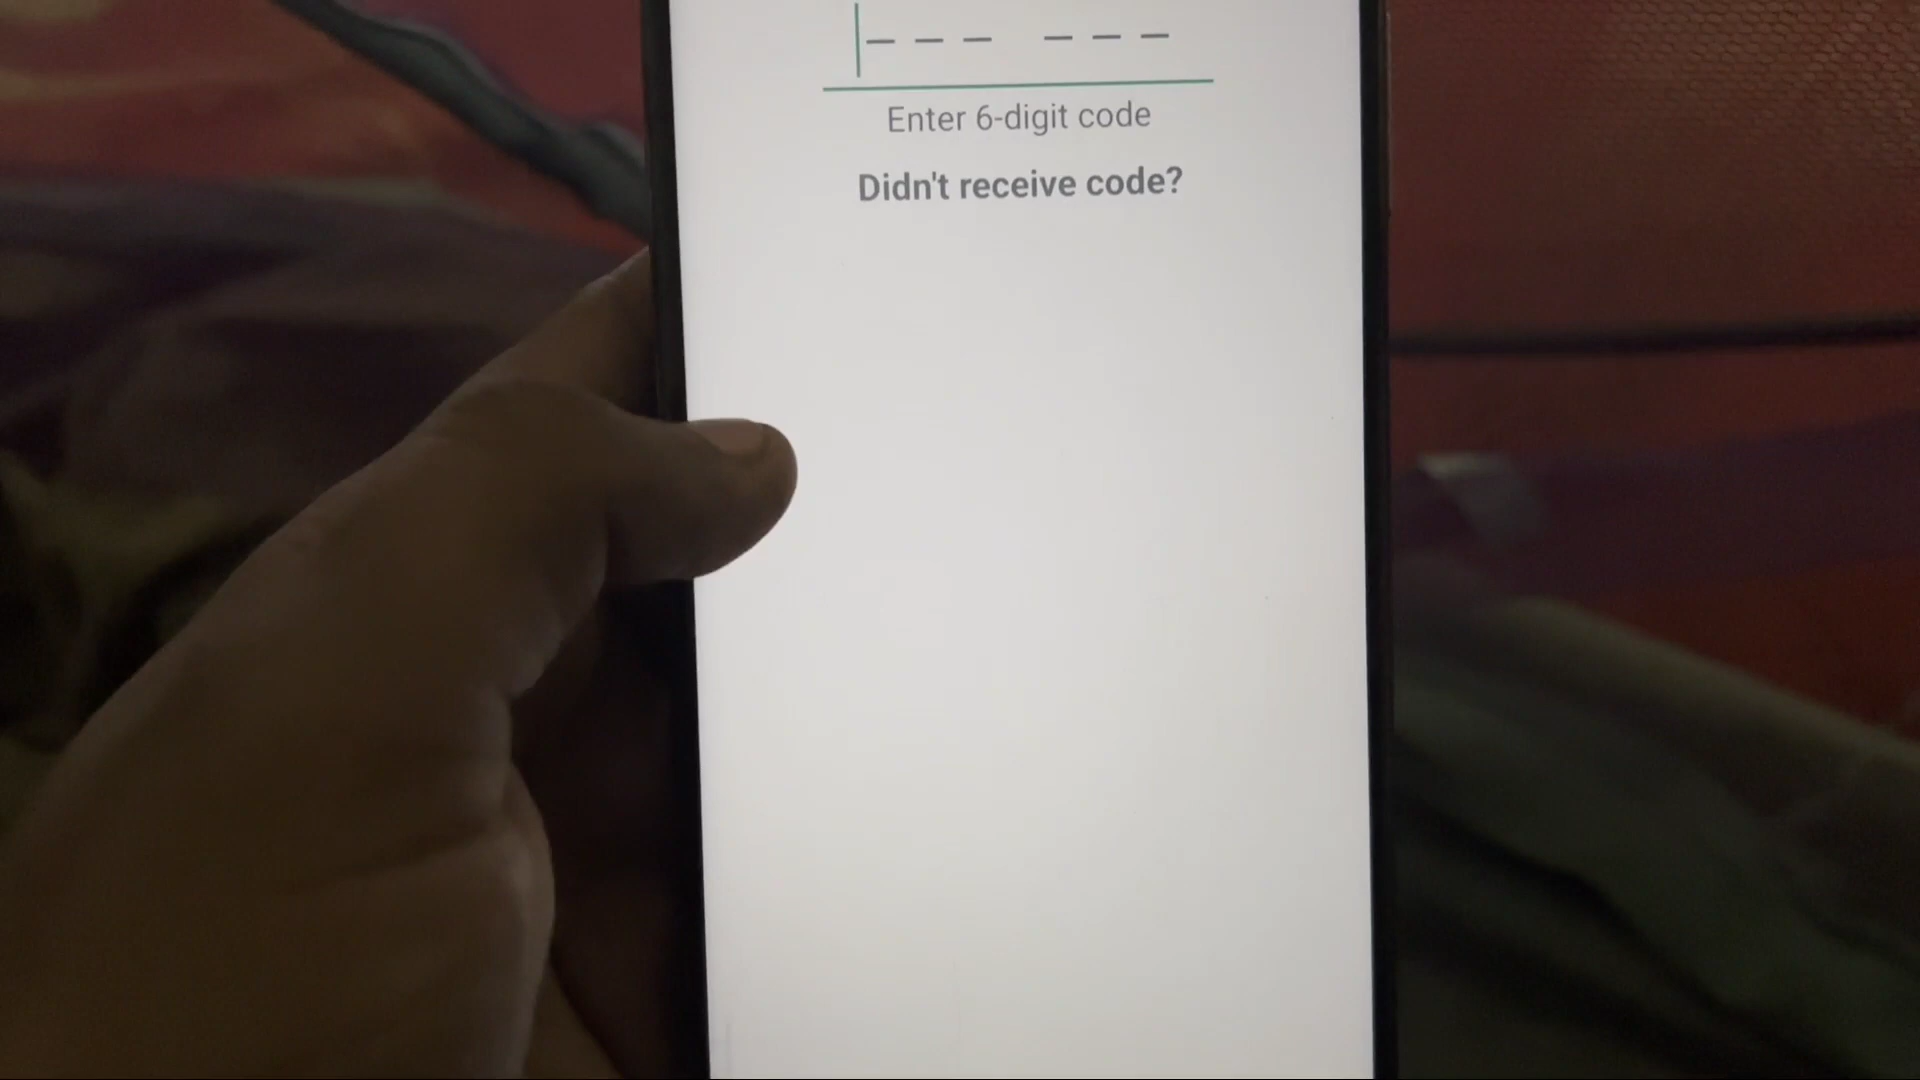 — — — — — —
Enter 6-digit code
Didn't receive code?